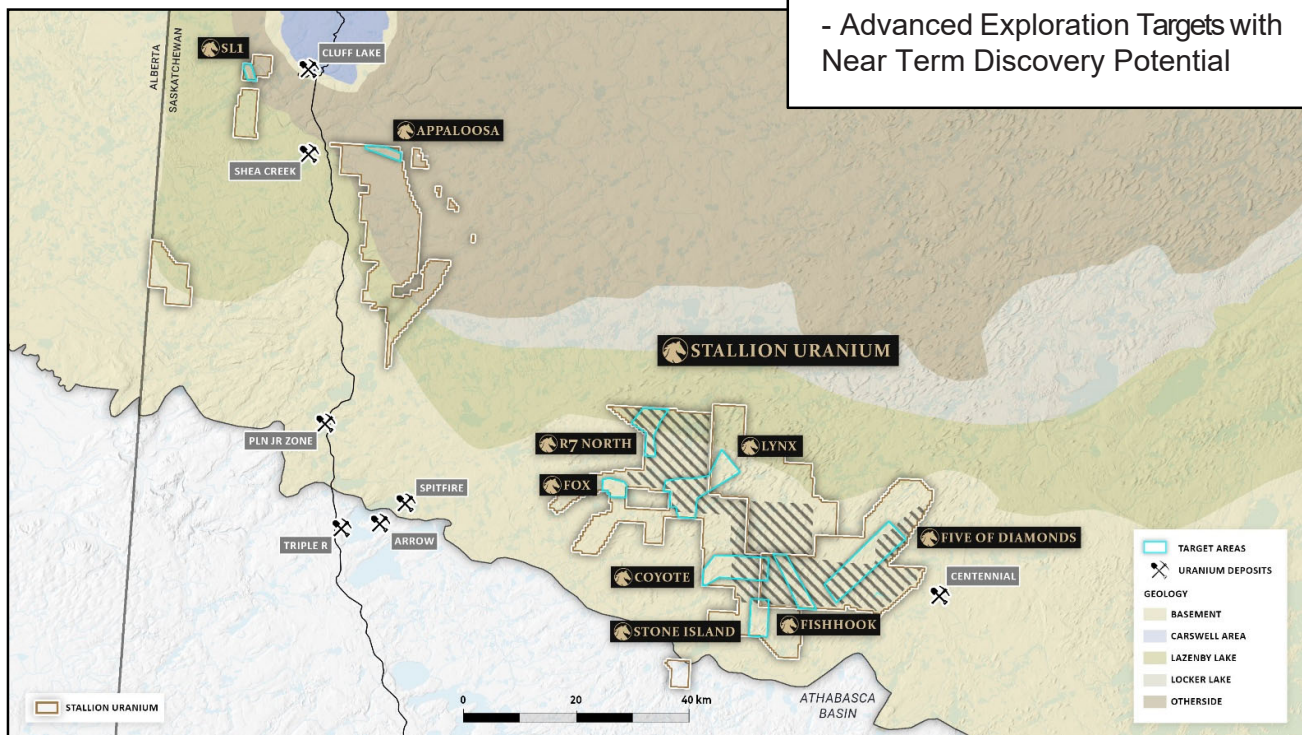 - Advanced Exploration Targets with
Near Term Discovery Potential
SL1
CLUFF LAKE
ALBERTA
SASKATCHEWAN
APPALOOSA
SHEA CREEK
STALLION URANIUM
R7 NORTH
LYNX
PLN JR ZONE
FOX
SPITFIRE
TRIPLE R
ARROW
FIVE OF DIAMONDS
COYOTE
CENTENNIAL
STONE ISLAND
FISHHOOK
TARGET AREAS
URANIUM DEPOSITS
GEOLOGY
BASEMENT
CARSWELL AREA
LAZENBY LAKE
LOCKER LAKE
OTHERSIDE
STALLION URANIUM
0 20 40 km
ATHABASCA
BASIN